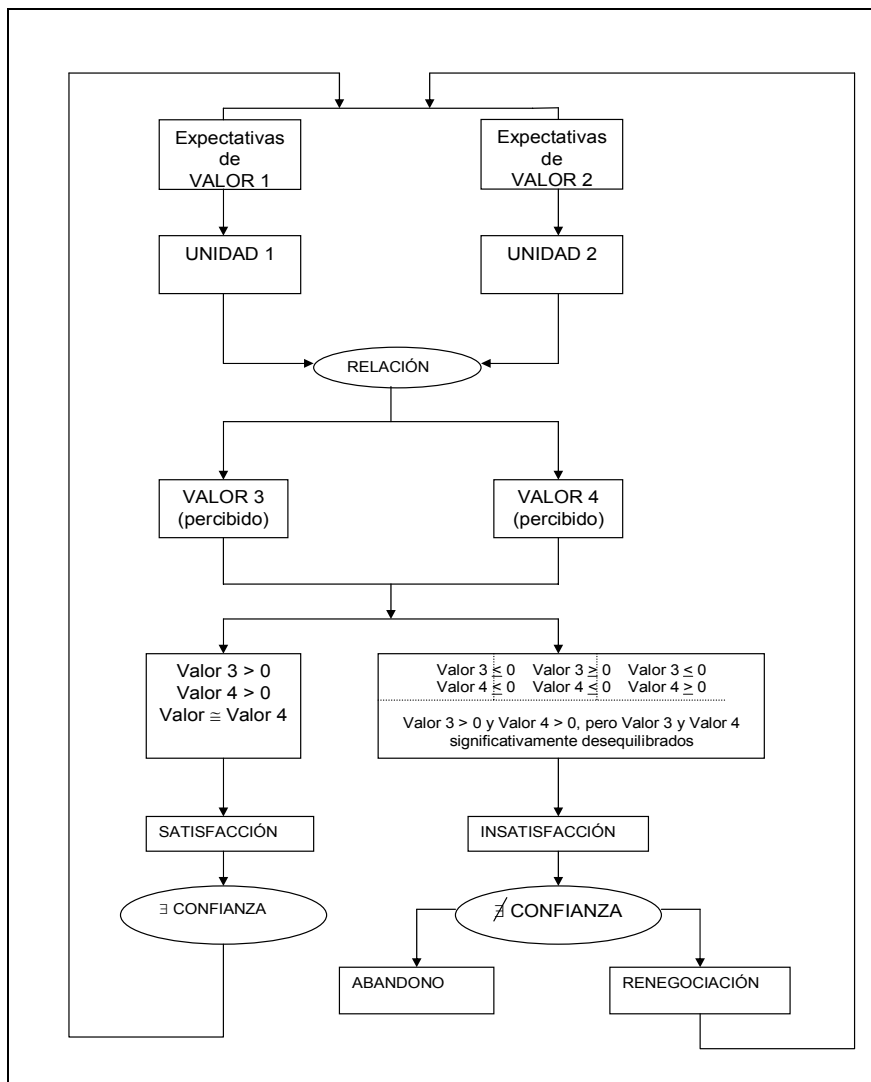 Expectativas
de
VALOR 1
Expectativas
de
VALOR 2
UNIDAD 1
UNIDAD 2
RELACIÓN
VALOR 3
(percibido)
VALOR 4
(percibido)
Valor 3 > 0
Valor 4 > 0
Valor ≅ Valor 4
Valor 3 ≤ 0 Valor 3 ≥ 0 Valor 3 ≤ 0
Valor 4 ≤ 0 Valor 4 ≤ 0 Valor 4 ≥ 0
Valor 3 > 0 y Valor 4 > 0, pero Valor 3 y Valor 4
significativamente desequilibrados
SATISFACCIÓN
INSATISFACCIÓN
∃ CONFIANZA
∄ CONFIANZA
ABANDONO
RENEGOCIACIÓN